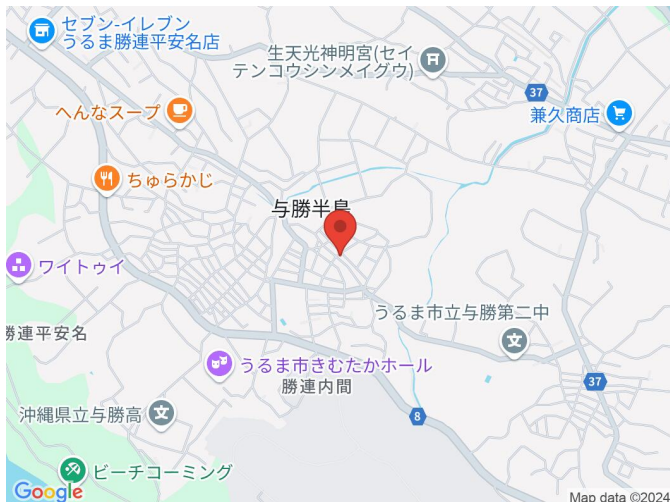 セブン-イレブン
うるま勝連平安名店
生天光神明宮(セイ
テンコウシンメイグウ)
37
兼久商店
へんなスープ
ちゅらかじ
与勝半島
ワイトゥイ
うるま市立与勝第二中
勝連平安名
うるま市きむたかホール
勝連内間
37
沖縄県立与勝高
8
ビーチコーミング
Google
Map data ©2024